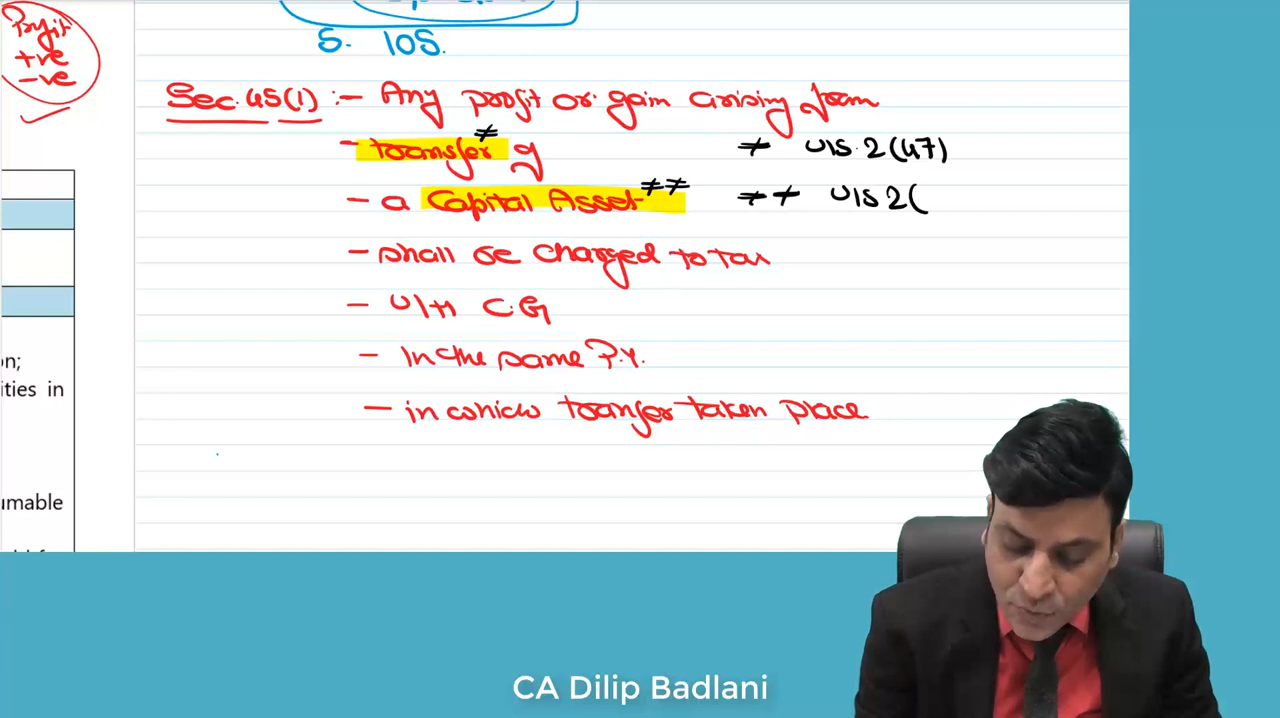 Profit
+ve
-ve
5. 105.
Sec. 45(1) :- Any profit or gain arising from
- transfer* of * U/S. 2(47)
- a Capital Asset** ** U/S 2(
- shall be charged to tax
- U/H C.G
- In the same P.Y.
- in which transfer taken place
on;
ities in
umable
CA Dilip Badlani